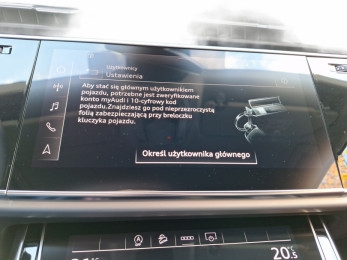 Użytkownicy
Ustawienia
Aby stać się głównym użytkownikiem
pojazdu, potrzebne jest zweryfikowane
konto myAudi i 10-cyfrowy kod
pojazdu.Znajdziesz go pod nieprzezroczystą
folią zabezpieczającą przy breloczku
kluczyka pojazdu.
Określ użytkownika głównego
20.5